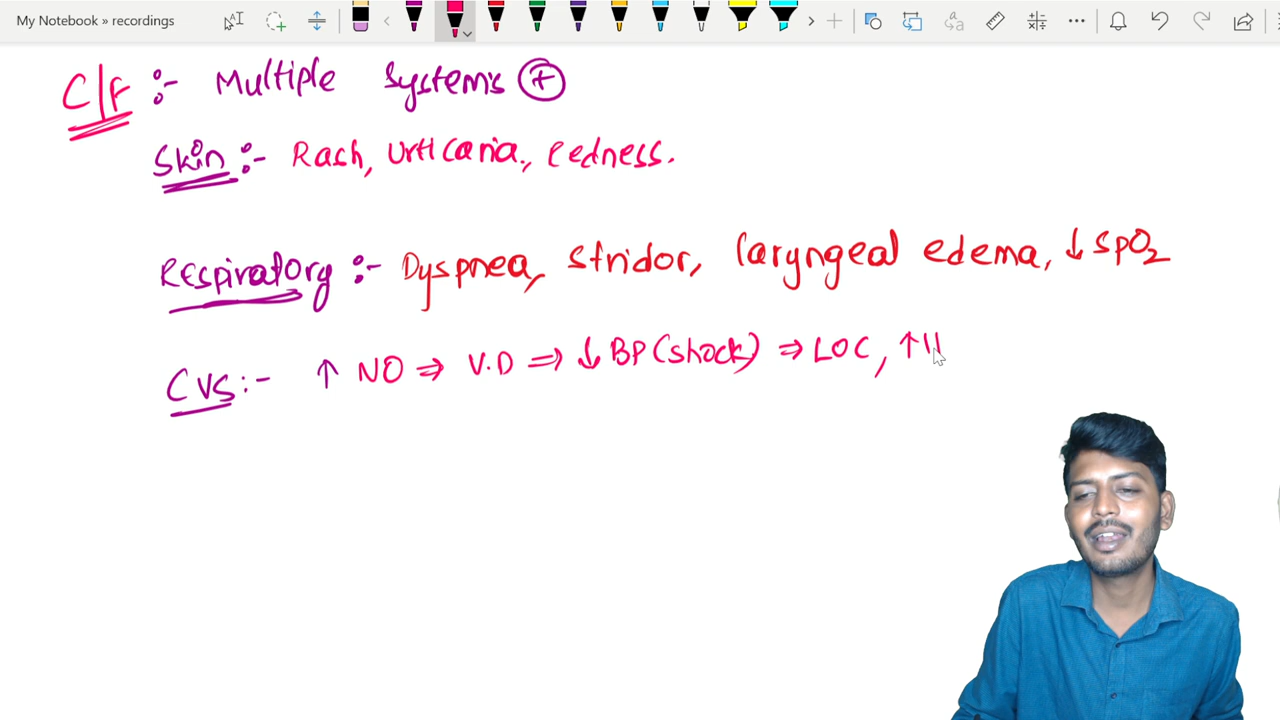 My Notebook » recordings
C/F :- Multiple Systems +
Skin :- Rash, Urticaria, redness.
Respiratory :- Dyspnea, stridor, laryngeal edema, ↓ SpO2
CVS :- ↑ NO ⇒ V.D ⇒ ↓ BP (shock) ⇒ LOC, ↑